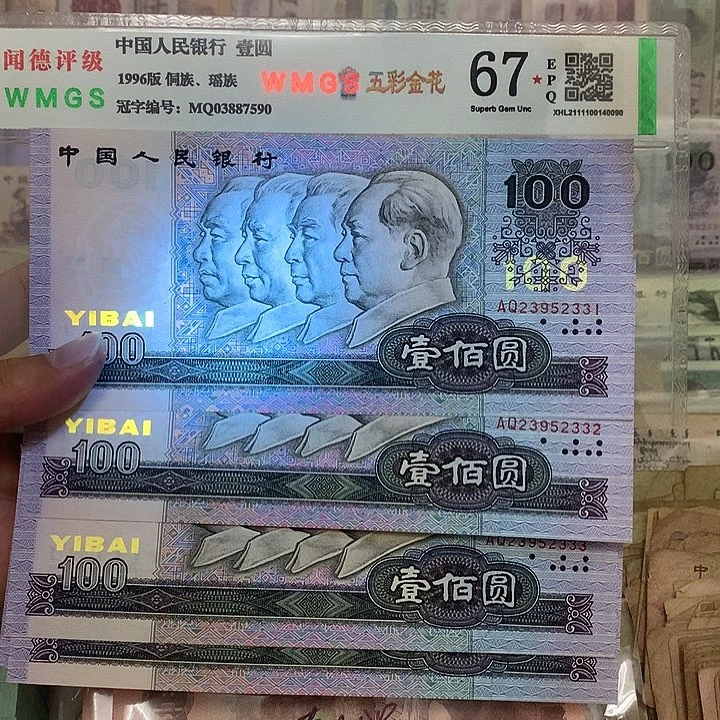 闻德评级
WMGS
中国人民银行 壹圆
1996版 侗族、瑶族
冠字编号：MQ03887590
WMGS 五彩金花
67
★
EPQ
Superb Gem Unc
XHL2111100140090
中国人民银行
100
100
AQ23952331
YIBAI
100
壹佰圆
AQ23952332
YIBAI
100
壹佰圆
AQ23952333
YIBAI
100
壹佰圆